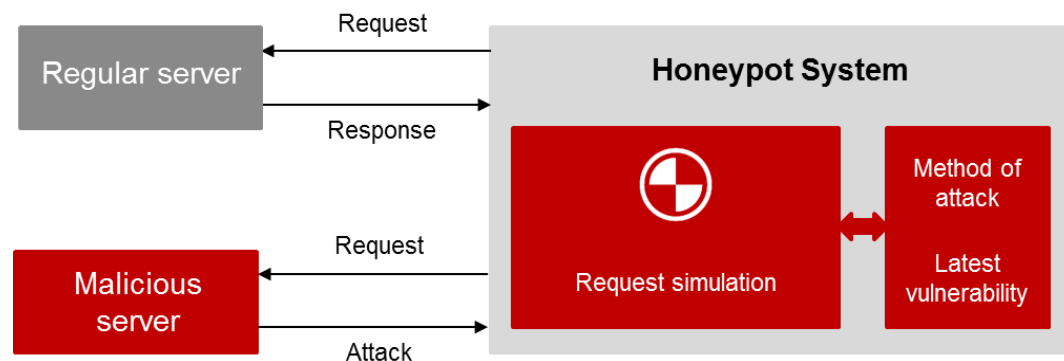 Request
Regular server
Response
Honeypot System
Request simulation
Method of
attack
Latest
vulnerability
Request
Malicious
server
Attack